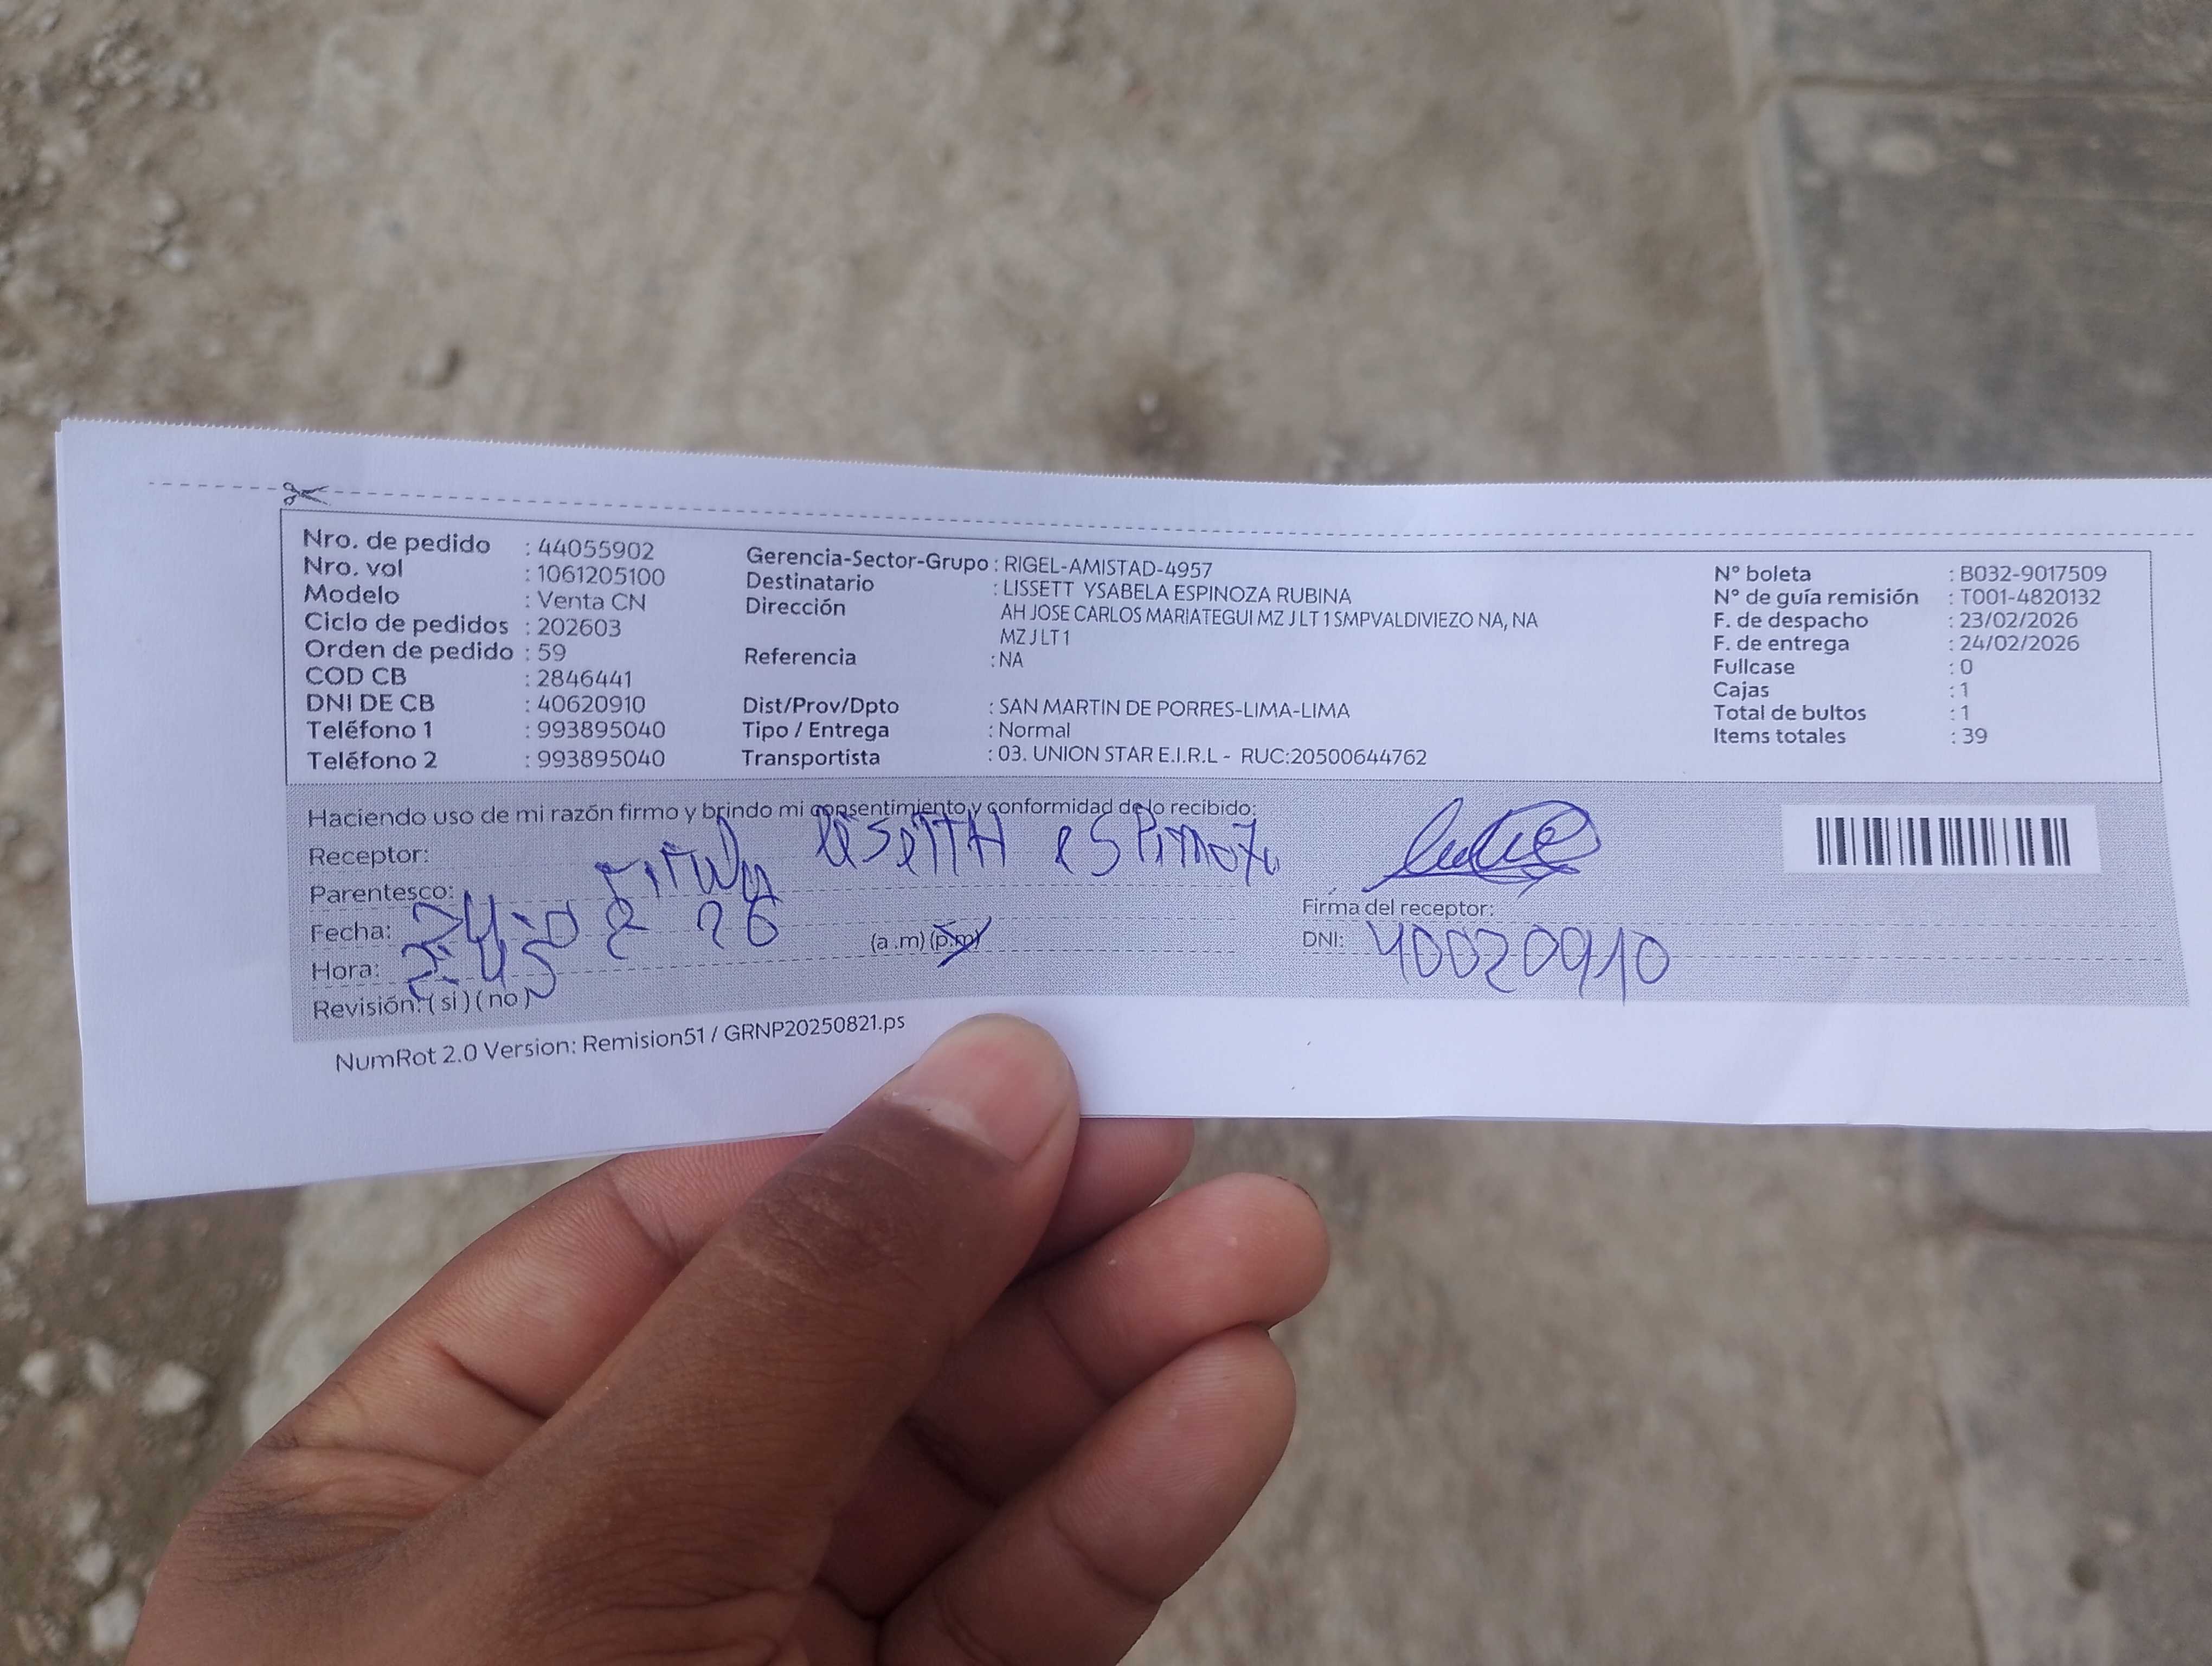 Nro. de pedido : 44055902
Nro. vol : 1061205100
Modelo : Venta CN
Ciclo de pedidos : 202603
Orden de pedido : 59
COD CB : 2846441
DNI DE CB : 40620910
Teléfono 1 : 993895040
Teléfono 2 : 993895040
Gerencia-Sector-Grupo : RIGEL-AMISTAD-4957
Destinatario : LISSETT YSABELA ESPINOZA RUBINA
Dirección AH JOSE CARLOS MARIATEGUI MZ J LT 1 SMPVALDIVIEZO NA, NA
MZ J LT 1
Referencia : NA
Dist/Prov/Dpto : SAN MARTIN DE PORRES-LIMA-LIMA
Tipo / Entrega : Normal
Transportista : 03. UNION STAR E.I.R.L - RUC:20500644762
N° boleta : B032-9017509
N° de guía remisión : T001-4820132
F. de despacho : 23/02/2026
F. de entrega : 24/02/2026
Fullcase : 0
Cajas : 1
Total de bultos : 1
Items totales : 39
Haciendo uso de mi razón firmo y brindo mi consentimiento y conformidad de lo recibido:
Receptor: lisettH espinoza
Parentesco: Titular
Fecha: 24-02 26
Hora: 2:45 (a.m) (p.m)
Revisión: ( si ) ( no )
Firma del receptor:
DNI: 40020910
NumRot 2.0 Version: Remision51 / GRNP20250821.ps